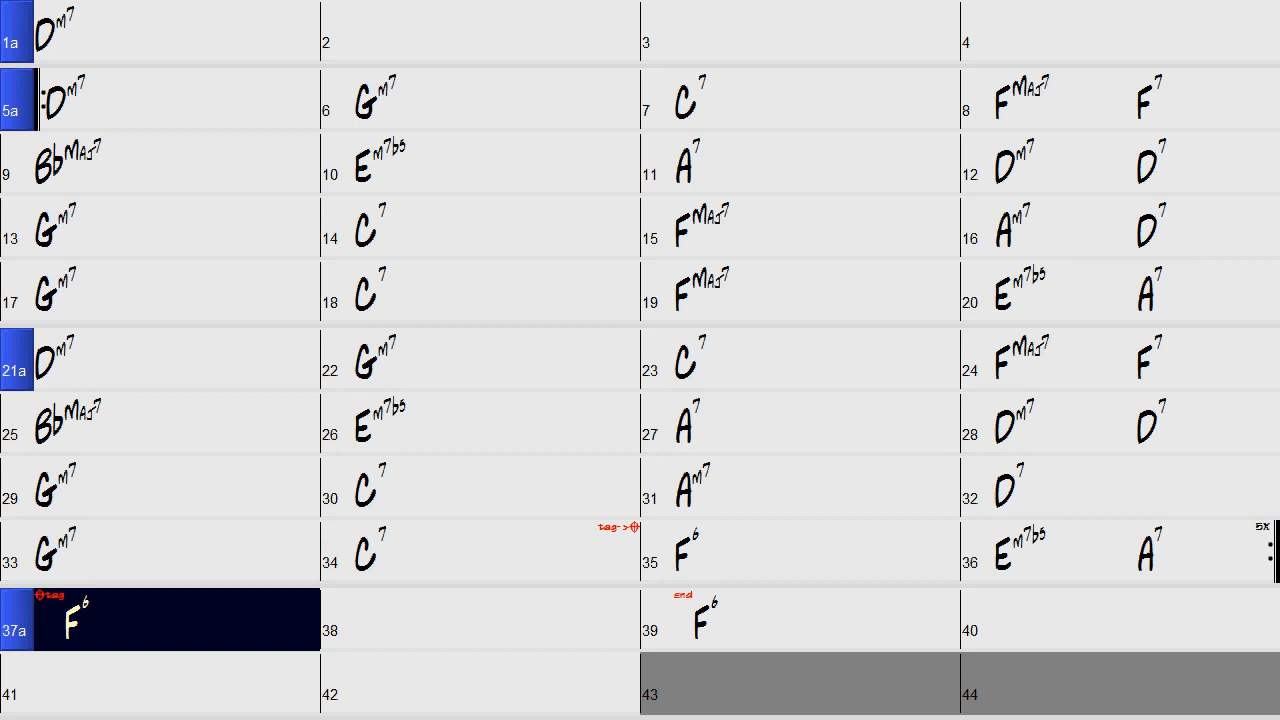 1a Dm7 2 3 4
5a :Dm7 6 Gm7 7 C7 8 FMaj7 F7
9 BbMaj7 10 Em7b5 11 A7 12 Dm7 D7
13 Gm7 14 C7 15 FMaj7 16 Am7 D7
17 Gm7 18 C7 19 FMaj7 20 Em7b5 A7
21a Dm7 22 Gm7 23 C7 24 FMaj7 F7
25 BbMaj7 26 Em7b5 27 A7 28 Dm7 D7
29 Gm7 30 C7 31 Am7 32 D7
tag-> 5x
33 Gm7 34 C7 35 F6 36 Em7b5 A7 :
tag End
37a F6 38 39 F6 40
41 42 43 44